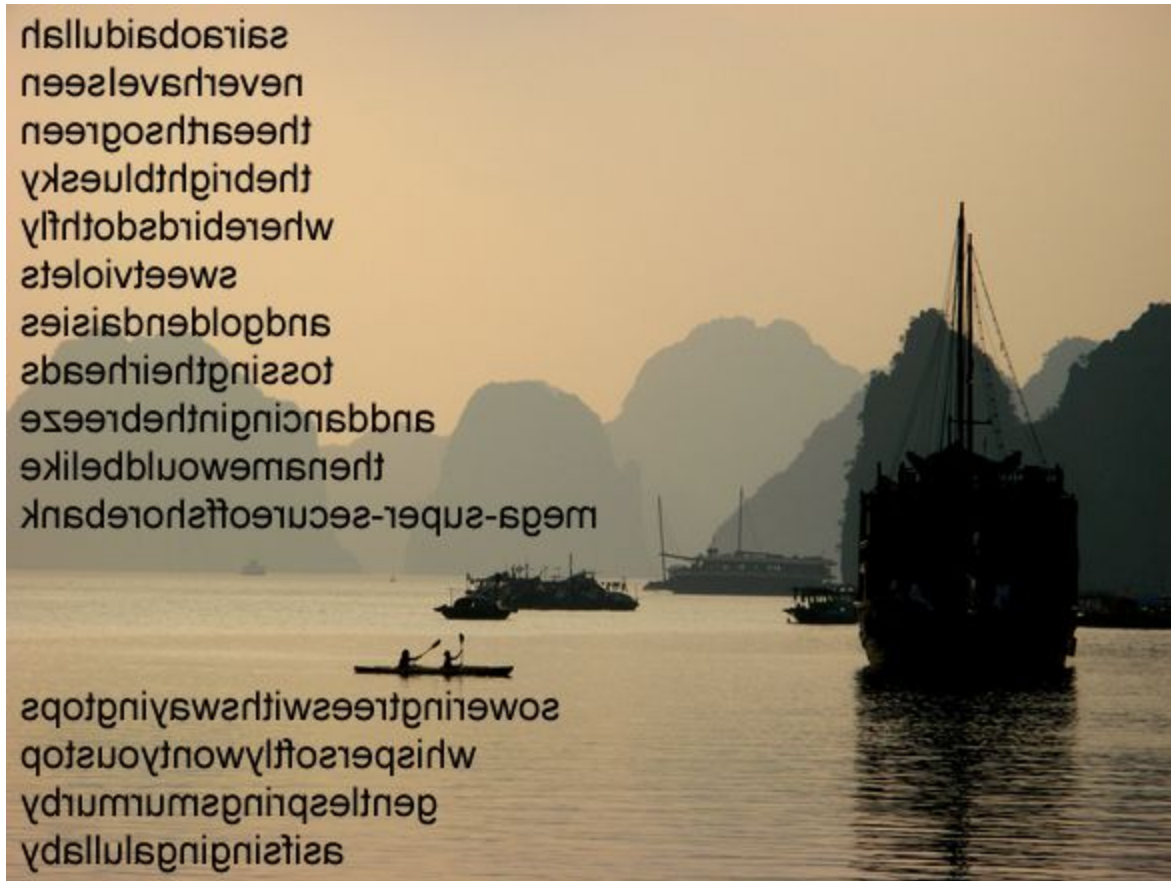 sairaobaidullah
neverhaveIseen
theearthsogreen
thebrightbluesky
wherebirdsdothfly
sweetviolets
andgoldendaisies
tossingtheirheads
anddancinginthebreeze
thenamewouldbelike
mega-super-secureoffshorebank
soweringtreeswithswayingtops
whispersoftlywontyoustop
gentlespringsmurmurby
asifsingingalullaby